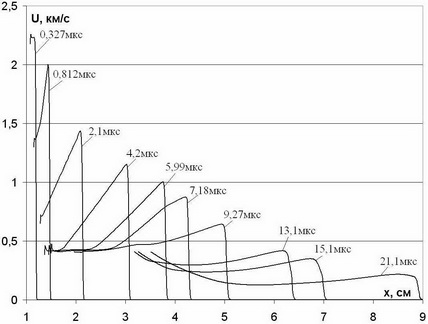 2,5
U, км/с
0,327мкс
2
0,812мкс
1,5
2,1мкс
4,2мкс
5,99мкс
1
7,18мкс
9,27мкс
0,5
13,1мкс
15,1мкс
21,1мкс
x, см
0
1 2 3 4 5 6 7 8 9